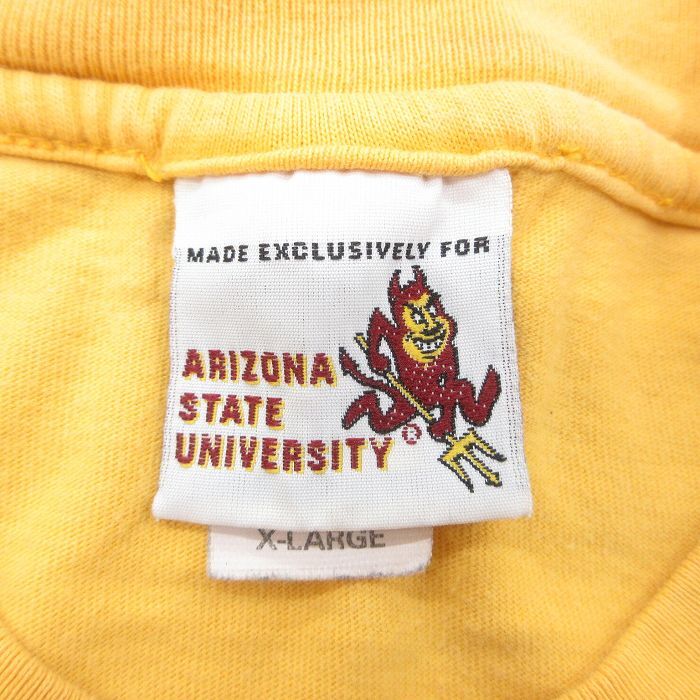 MADE EXCLUSIVELY FOR
ARIZONA
STATE
UNIVERSITY®
X-LARGE